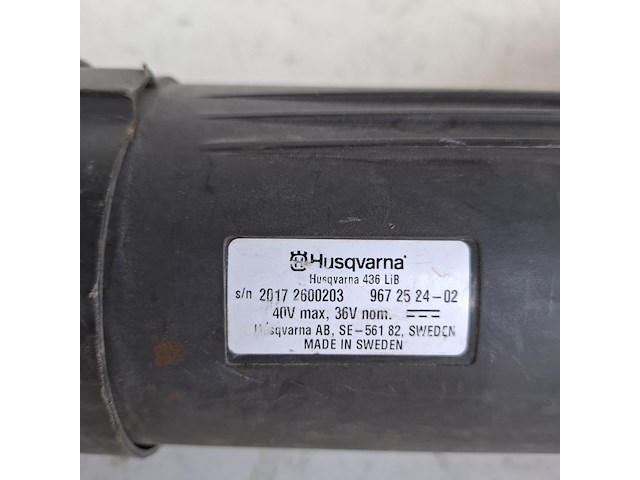 Husqvarna
Husqvarna 436 LiB
s/n 2017 2600203 967 25 24-02
40V max, 36V nom.
Husqvarna AB, SE-561 82, SWEDEN
MADE IN SWEDEN